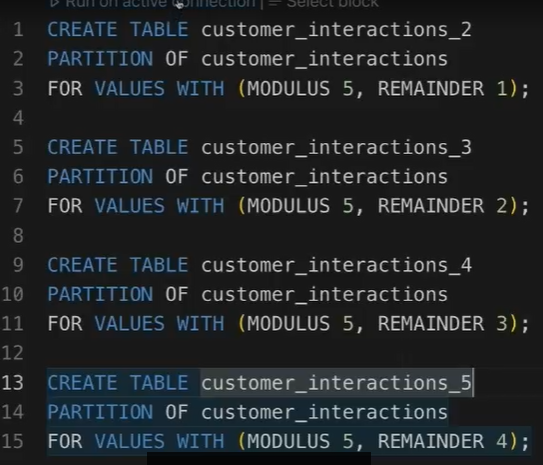 ▷ Run on active connection | ≡ Select block
1 CREATE TABLE customer_interactions_2
2 PARTITION OF customer_interactions
3 FOR VALUES WITH (MODULUS 5, REMAINDER 1);
4
5 CREATE TABLE customer_interactions_3
6 PARTITION OF customer_interactions
7 FOR VALUES WITH (MODULUS 5, REMAINDER 2);
8
9 CREATE TABLE customer_interactions_4
10 PARTITION OF customer_interactions
11 FOR VALUES WITH (MODULUS 5, REMAINDER 3);
12
13 CREATE TABLE customer_interactions_5
14 PARTITION OF customer_interactions
15 FOR VALUES WITH (MODULUS 5, REMAINDER 4);